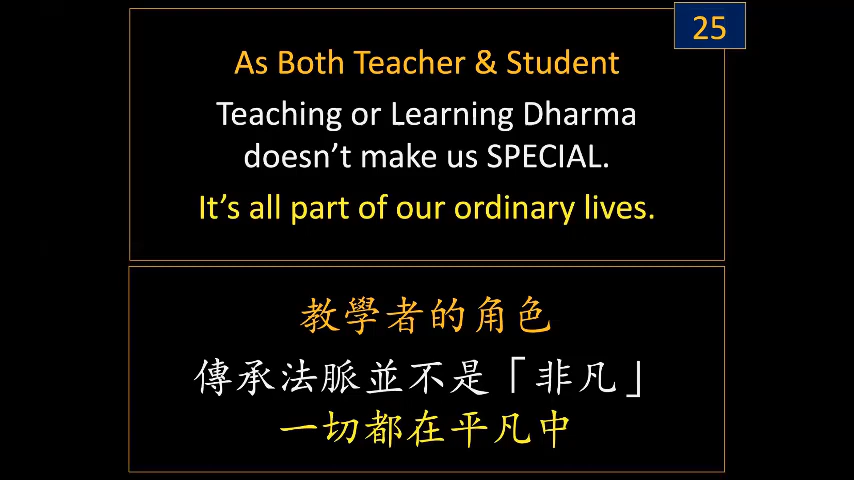 25
As Both Teacher & Student
Teaching or Learning Dharma
doesn't make us SPECIAL.
It's all part of our ordinary lives.
教學者的角色
傳承法脈並不是「非凡」
一切都在平凡中